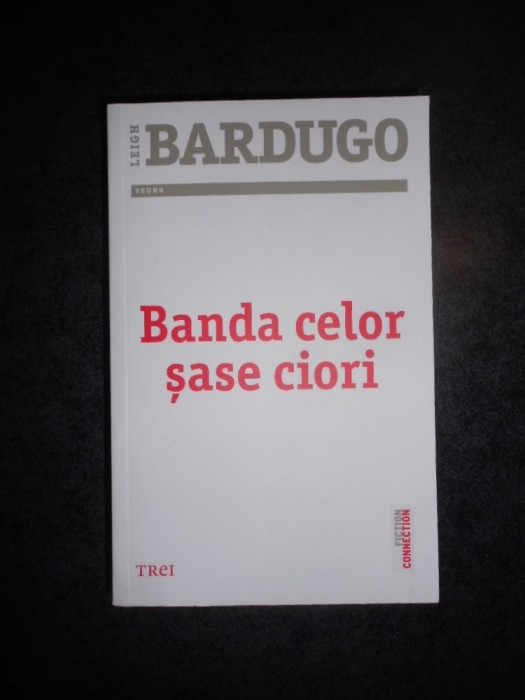 LEIGH
BARDUGO
YOUNG
Banda celor
șase ciori
FICTION
CONNECTION
TREI